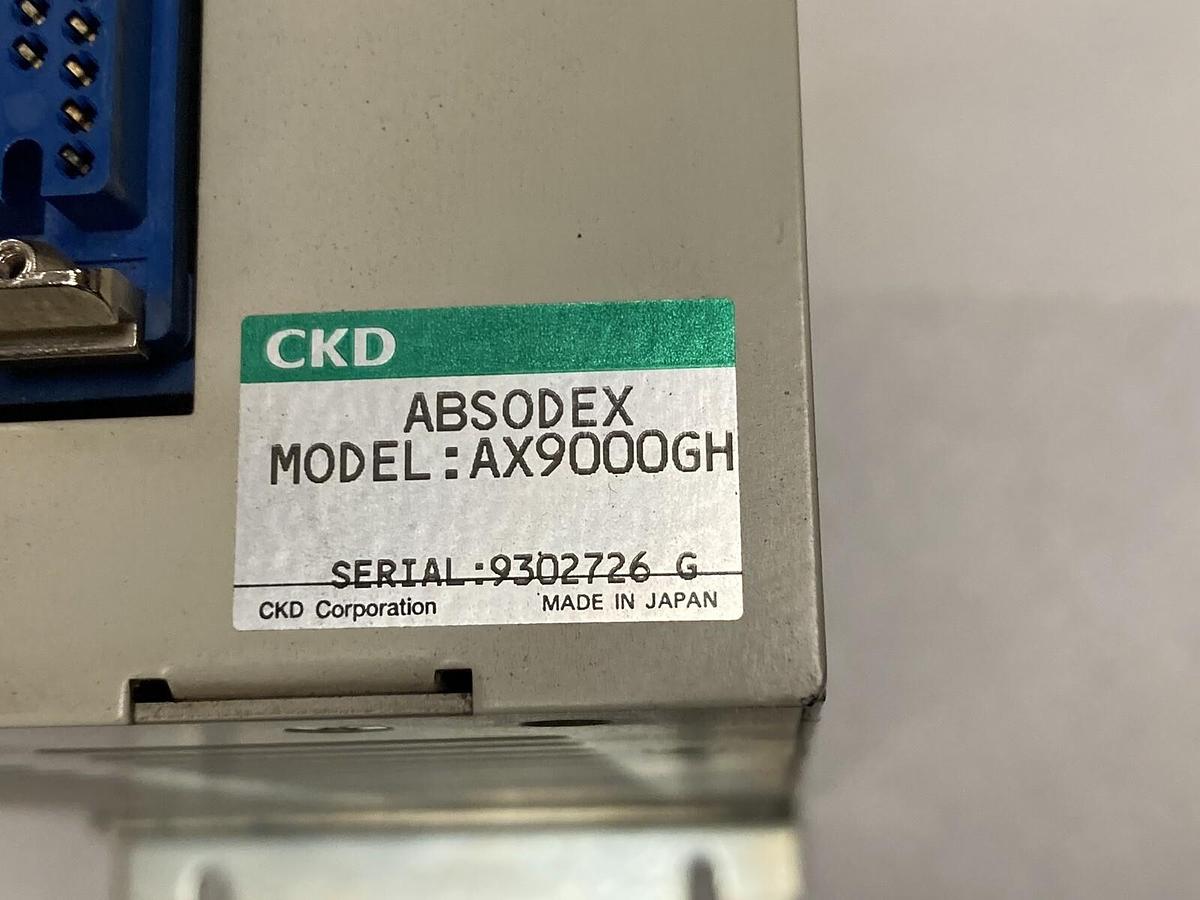 CKD
ABSODEX
MODEL:AX9000GH
SERIAL:9302726 G
CKD Corporation MADE IN JAPAN